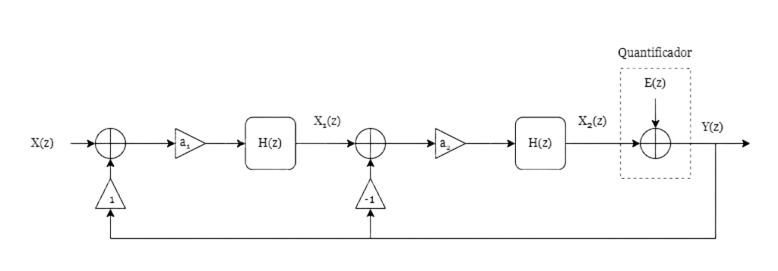 Quantificador
E(z)
X(z)
a₁
H(z)
X₁(z)
a₂
H(z)
X₂(z)
Y(z)
1
-1